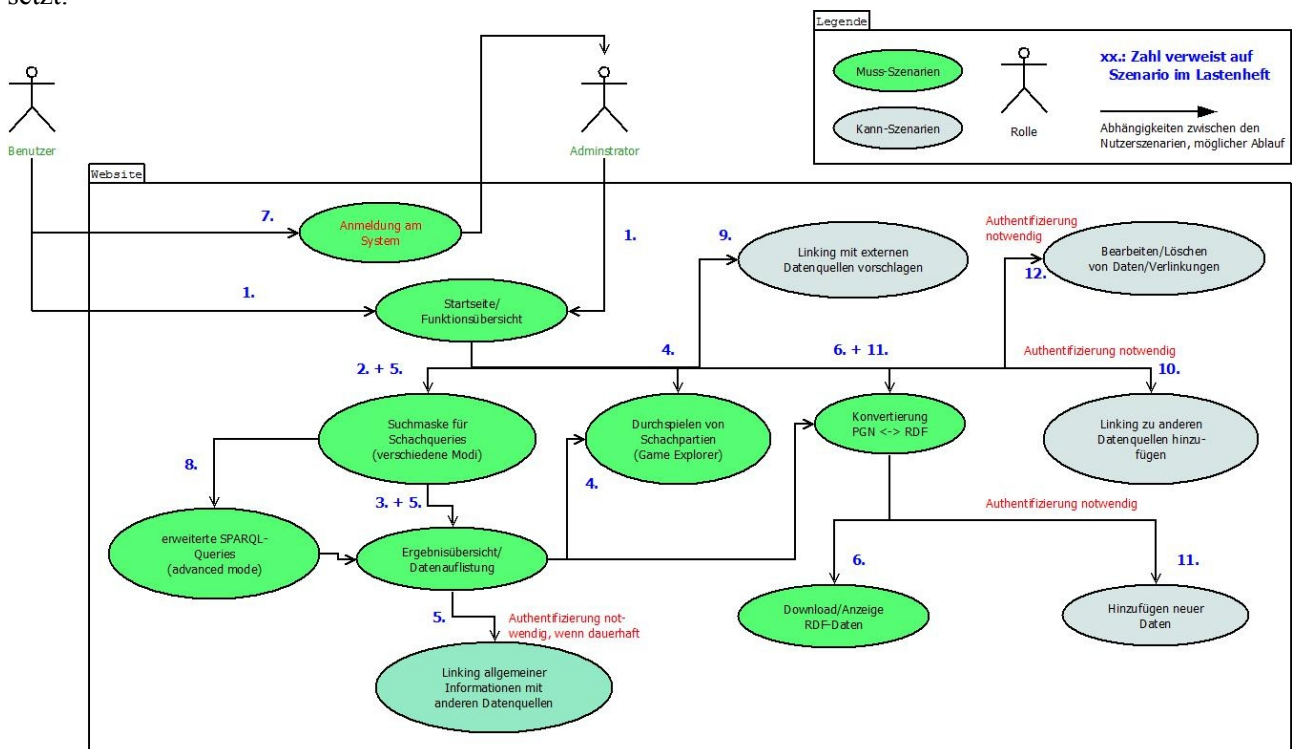 setzt.
Legende
Muss-Szenarien
Kann-Szenarien
Rolle
xx.: Zahl verweist auf
Szenario im Lastenheft
Abhängigkeiten zwischen den
Nutzerszenarien, möglicher Ablauf
Benutzer
Adminstrator
Website
7.
Anmeldung am
System
1.
1.
Startseite/
Funktionsübersicht
9.
Linking mit externen
Datenquellen vorschlagen
Authentifizierung
notwendig
12.
Bearbeiten/Löschen
von Daten/Verlinkungen
2. + 5.
4.
6. + 11.
Authentifizierung notwendig
10.
Suchmaske für
Schachqueries
(verschiedene Modi)
Durchspielen von
Schachpartien
(Game Explorer)
Konvertierung
PGN <-> RDF
Linking zu anderen
Datenquellen hinzu-
fügen
8.
3. + 5.
4.
Authentifizierung notwendig
erweiterte SPARQL-
Queries
(advanced mode)
Ergebnisübersicht/
Datenauflistung
6.
11.
5.
Authentifizierung not-
wendig, wenn dauerhaft
Download/Anzeige
RDF-Daten
Hinzufügen neuer
Daten
Linking allgemeiner
Informationen mit
anderen Datenquellen